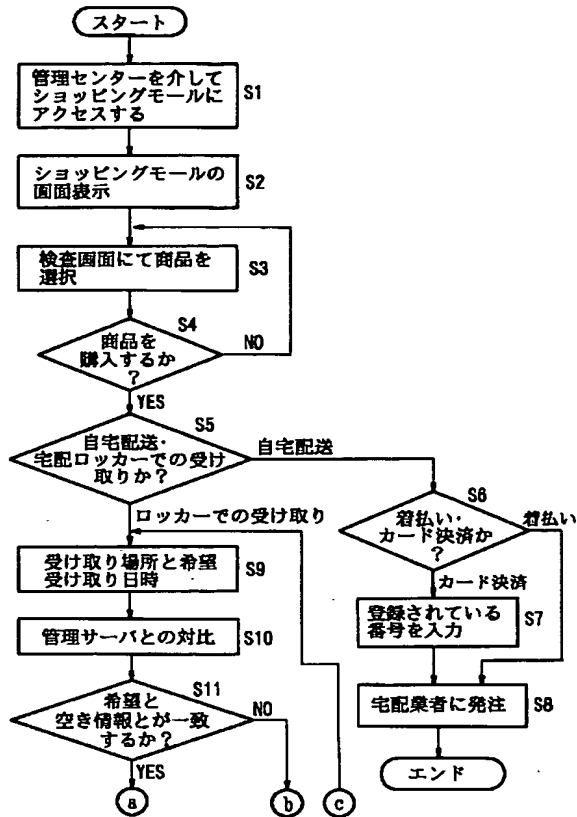 スタート
管理センターを介して
ショッピングモールに
アクセスする
S1
ショッピングモールの
画面表示
S2
検査画面にて商品を
選択
S3
S4
商品を
購入するか
?
NO
YES
S5
自宅配送・
宅配ロッカーでの受け
取りか?
自宅配送
ロッカーでの受け取り
S6
着払い・
カード決済か
?
着払い
カード決済
登録されている
番号を入力
S7
宅配業者に発注
S8
エンド
受け取り場所と希望
受け取り日時
S9
管理サーバとの対比
S10
S11
希望と
空き情報とが一致
するか?
NO
YES
a
b
c